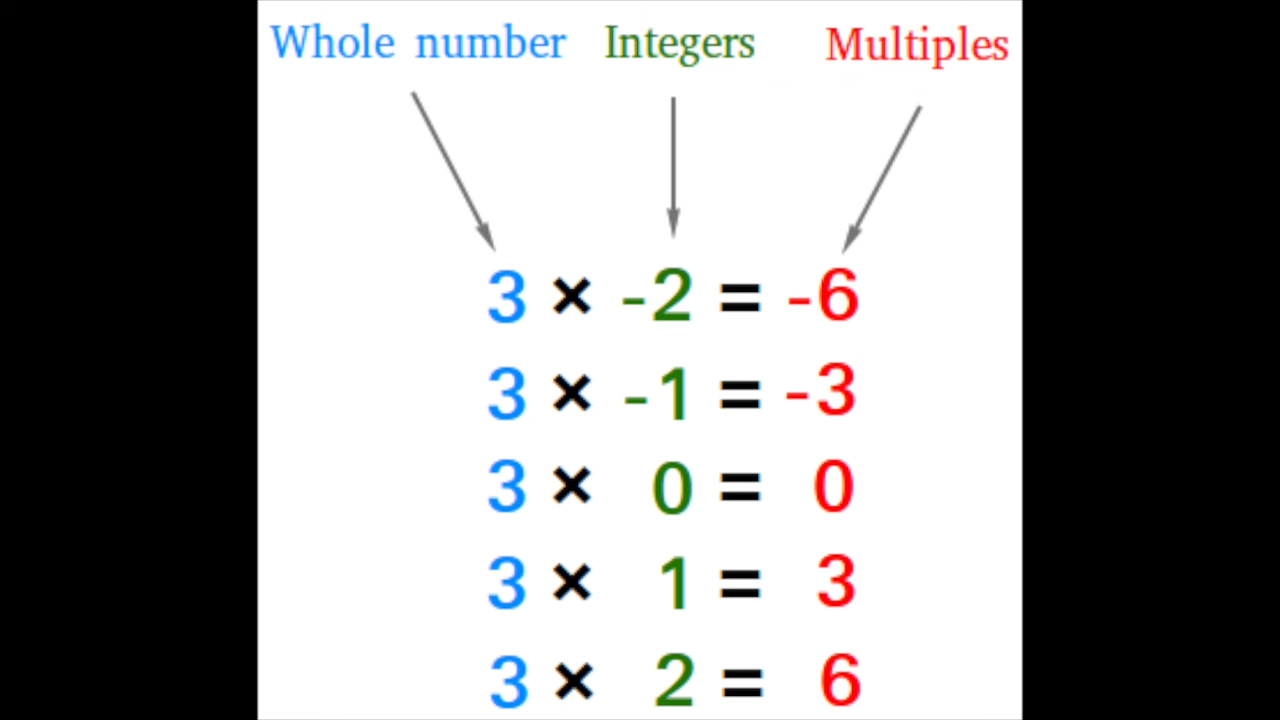 Whole number Integers Multiples
3 × -2 = -6
3 × -1 = -3
3 × 0 = 0
3 × 1 = 3
3 × 2 = 6